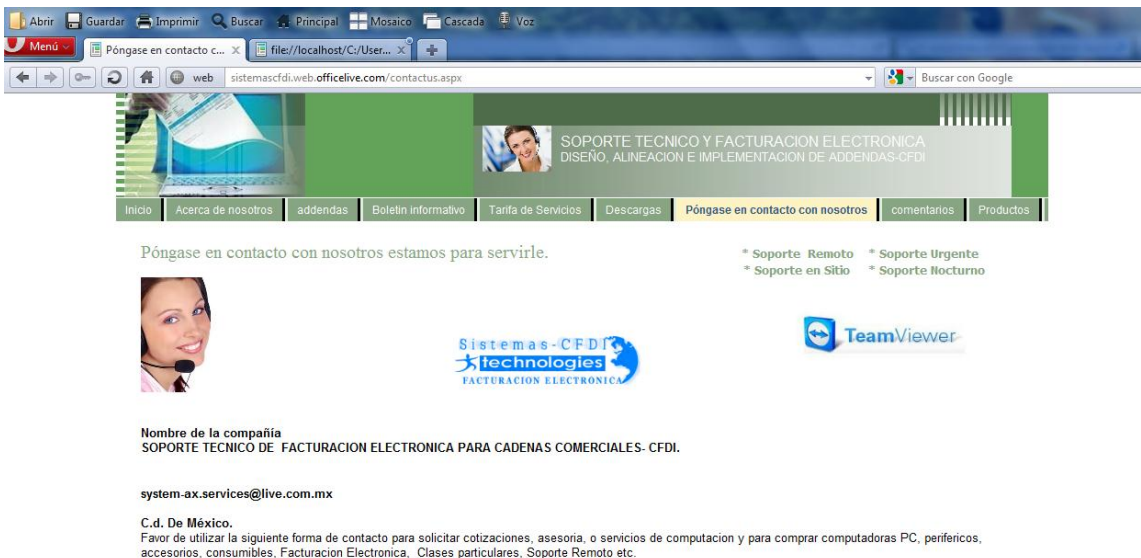 Abrir Guardar Imprimir Buscar Principal Mosaico Cascada Voz
Menú Póngase en contacto c... file://localhost/C:/User...
web sistemascfdi.web.officelive.com/contactus.aspx Buscar con Google
SOPORTE TECNICO Y FACTURACION ELECTRONICA
DISEÑO, ALINEACION E IMPLEMENTACION DE ADDENDAS-CFDI
Inicio Acerca de nosotros addendas Boletin informativo Tarifa de Servicios Descargas Póngase en contacto con nosotros comentarios Productos
Póngase en contacto con nosotros estamos para servirle.
* Soporte Remoto * Soporte Urgente
* Soporte en Sitio * Soporte Nocturno
Sistemas-CFDI
technologies
FACTURACION ELECTRONICA
TeamViewer
Nombre de la compañía
SOPORTE TECNICO DE FACTURACION ELECTRONICA PARA CADENAS COMERCIALES- CFDI.
system-ax.services@live.com.mx
C.d. De México.
Favor de utilizar la siguiente forma de contacto para solicitar cotizaciones, asesoria, o servicios de computacion y para comprar computadoras PC, perifericos,
accesorios, consumibles, Facturacion Electronica, Clases particulares, Soporte Remoto etc.